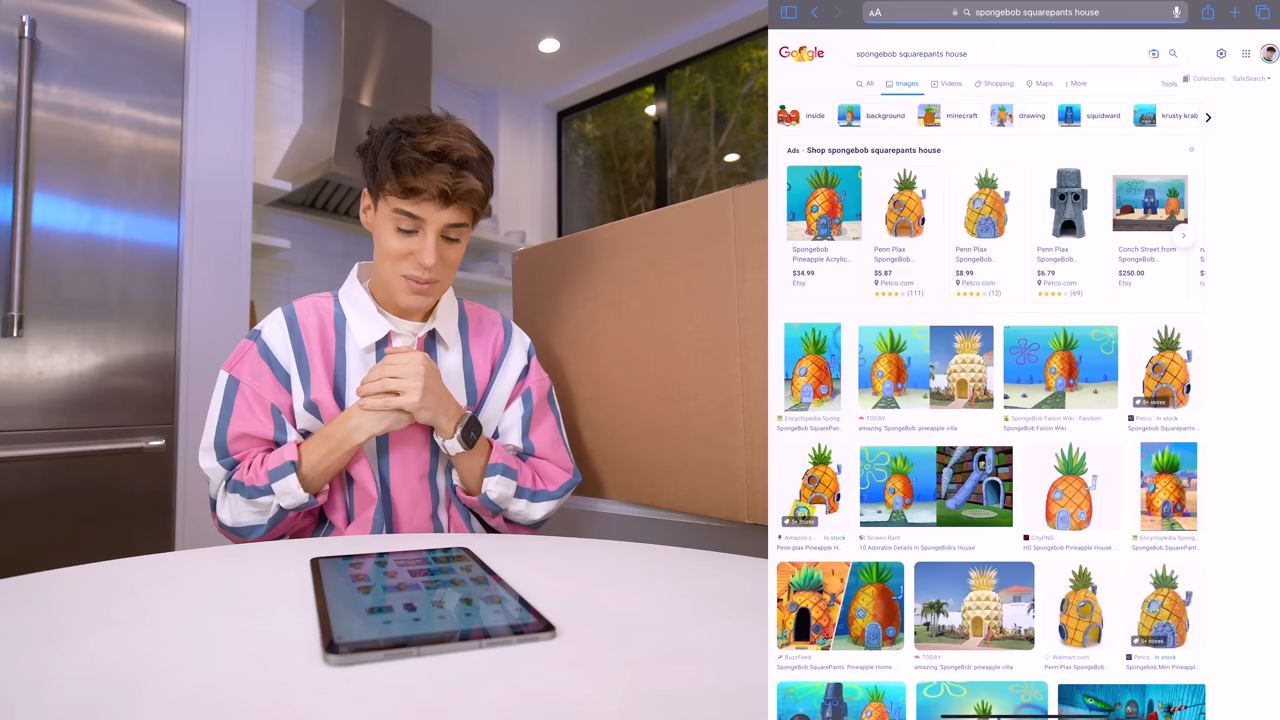 AA
spongebob squarepants house
Google
spongebob squarepants house
All
Images
Videos
Shopping
Maps
More
Tools
Collections
SafeSearch
inside
background
minecraft
drawing
squidward
krusty krab
Ads · Shop spongebob squarepants house
Spongebob
Pineapple Acrylic...
$34.99
Etsy
Penn Plax
SpongeBob...
$5.87
Petco.com
(111)
Penn Plax
SpongeBob...
$8.99
Petco.com
(12)
Penn Plax
SpongeBob...
$6.79
Petco.com
(69)
Conch Street from
SpongeBob...
$250.00
Etsy
Encyclopedia Spong...
SpongeBob SquarePan...
TODAY
amazing 'SpongeBob' pineapple villa
SpongeBob Fanon Wiki - Fandom
SpongeBob Fanon Wiki ...
5+ stores
Petco · In stock
Spongebob Squarepants ...
5+ stores
Amazon.c... In stock
Penn-plax Pineapple H...
Screen Rant
10 Adorable Details In SpongeBob's House
CityPNG
HD Spongebob Pineapple House ...
Encyclopedia Spong...
SpongeBob SquarePant...
BuzzFeed
SpongeBob SquarePants' Pineapple Home ...
TODAY
amazing 'SpongeBob' pineapple villa
Walmart.com
Penn-Plax SpongeBob...
5+ stores
Petco In stock
Spongebob Mini Pineappl...